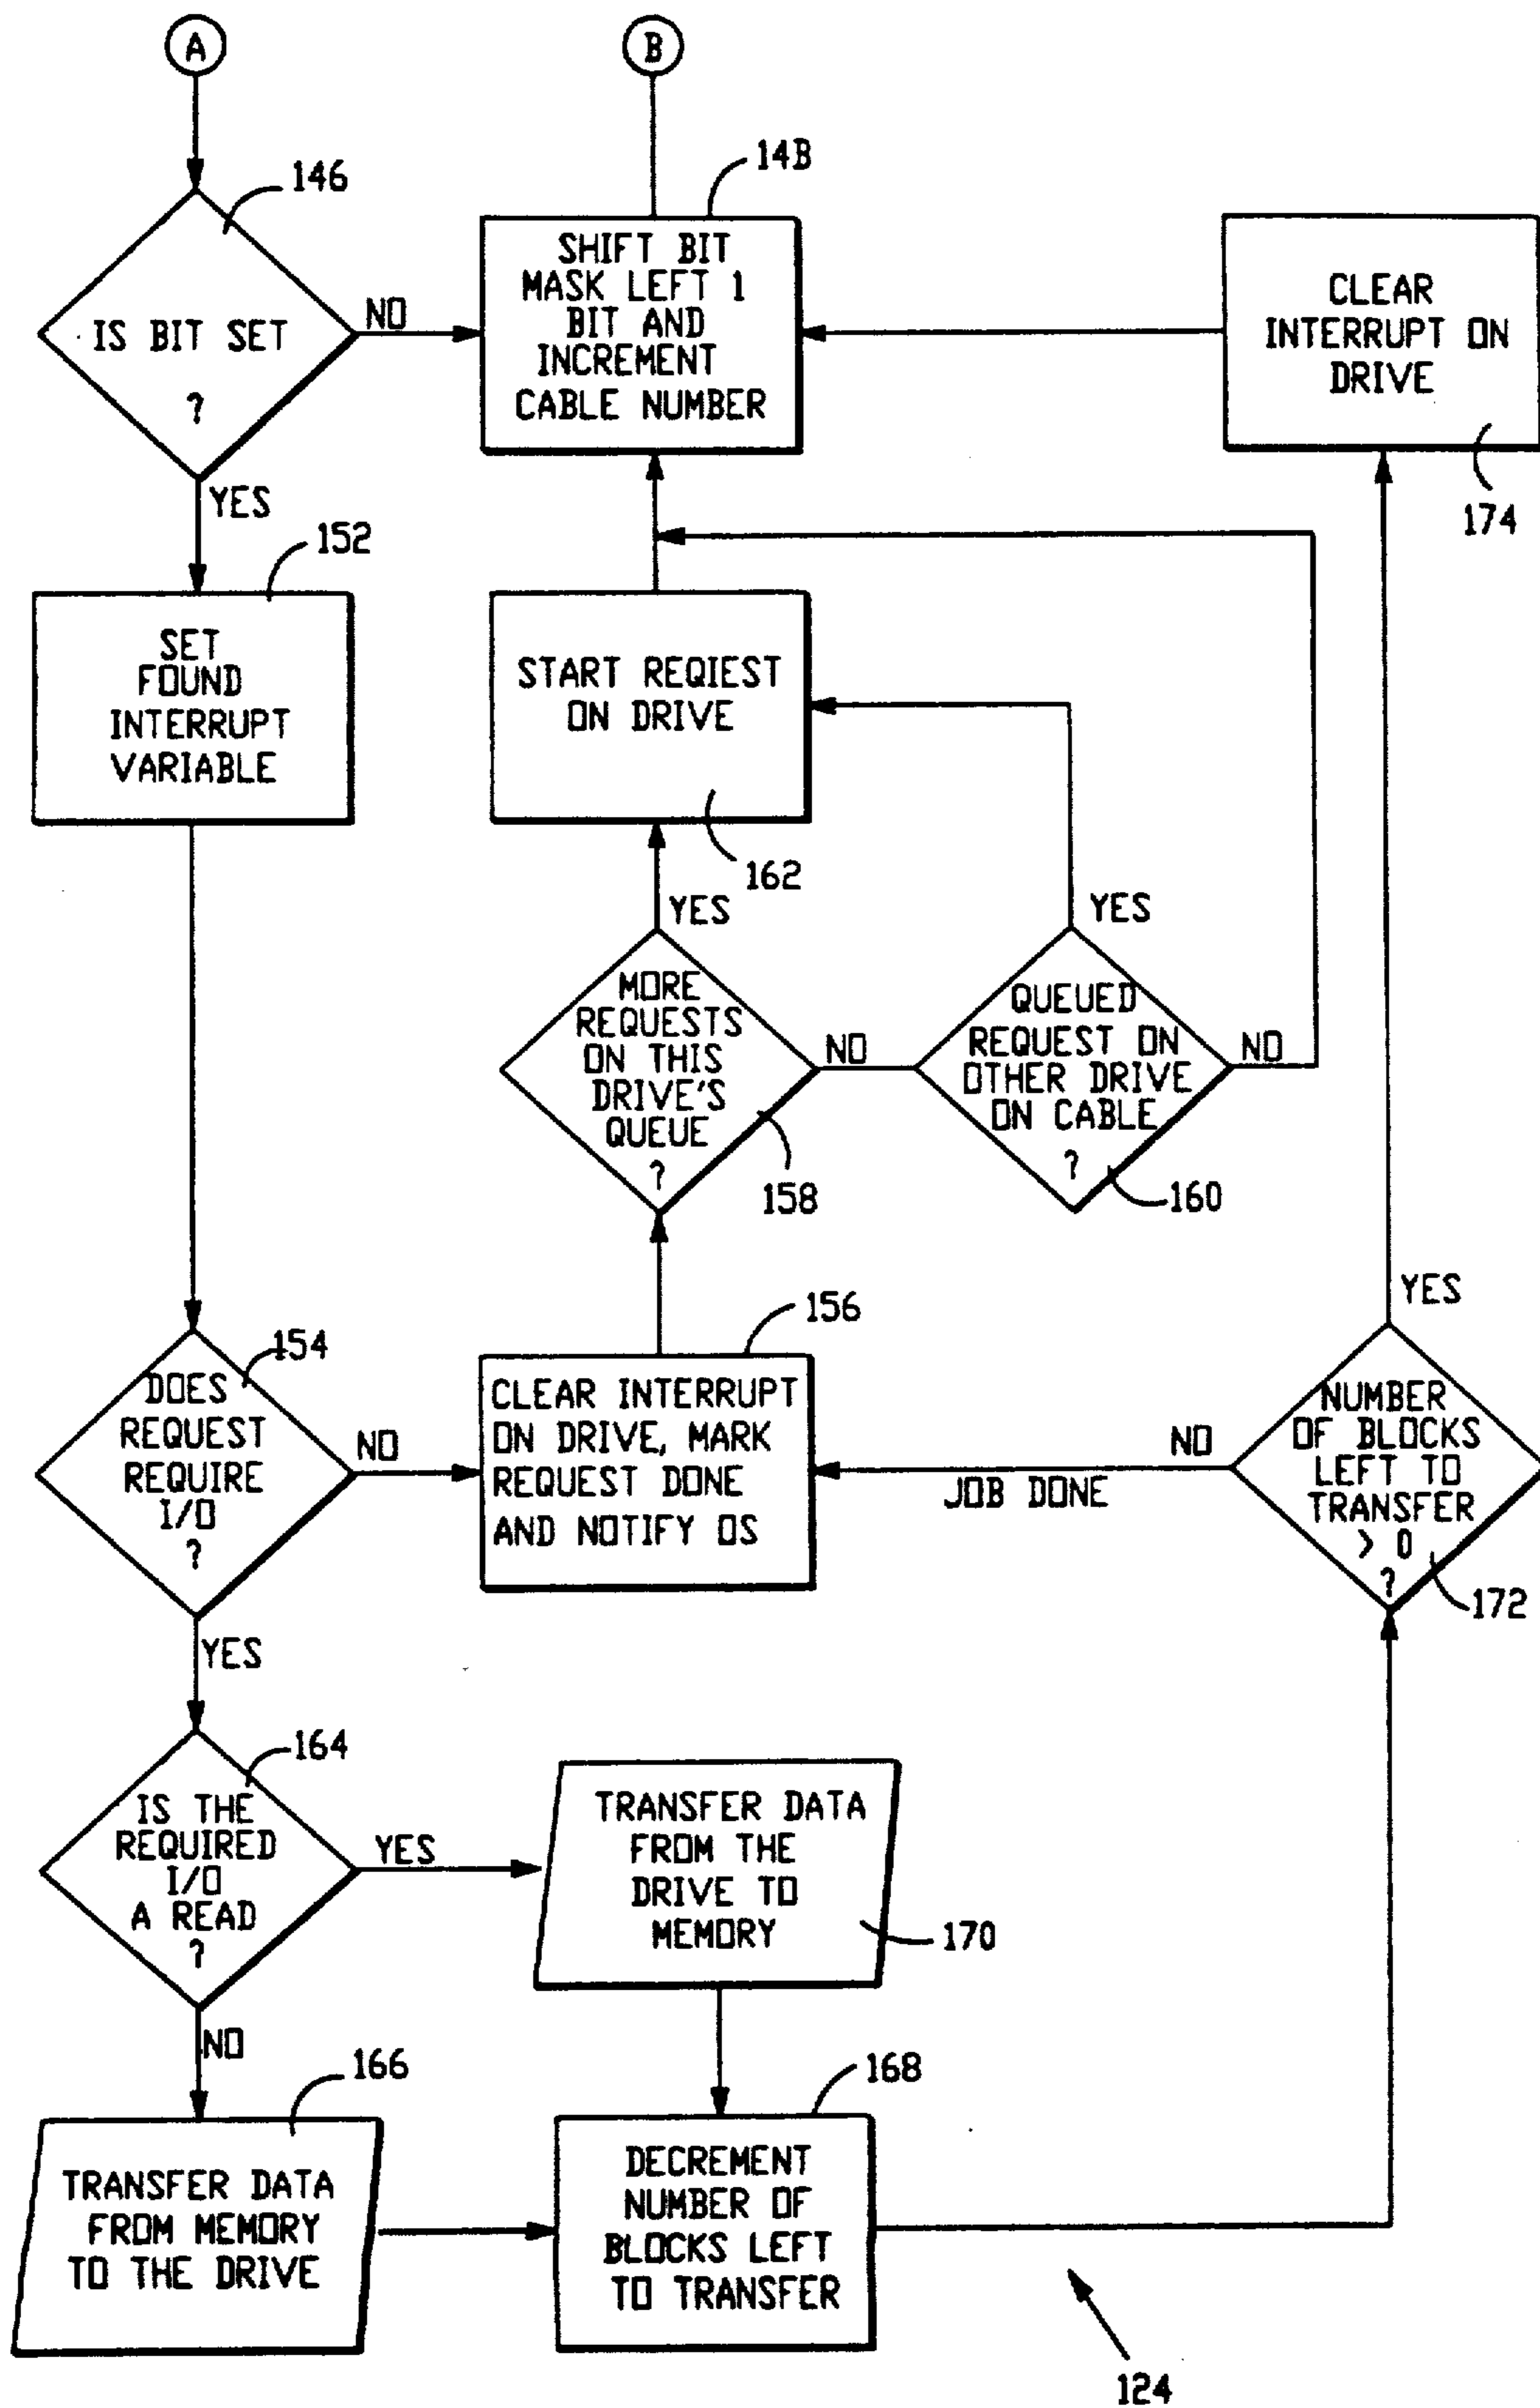 A
B
146
14B
IS BIT SET
?
NO
SHIFT BIT
MASK LEFT 1
BIT AND
INCREMENT
CABLE NUMBER
CLEAR
INTERRUPT ON
DRIVE
174
YES
152
SET
FOUND
INTERRUPT
VARIABLE
START REQIEST
ON DRIVE
162
YES
YES
MORE
REQUESTS
ON THIS
DRIVE'S
QUEUE
?
158
NO
QUEUED
REQUEST ON
OTHER DRIVE
ON CABLE
?
160
NO
YES
154
DOES
REQUEST
REQUIRE
I/O
?
NO
156
CLEAR INTERRUPT
ON DRIVE, MARK
REQUEST DONE
AND NOTIFY OS
NO
JOB DONE
NUMBER
OF BLOCKS
LEFT TO
TRANSFER
> 0
?
172
YES
164
IS THE
REQUIRED
I/O
A READ
?
YES
TRANSFER DATA
FROM THE
DRIVE TO
MEMORY
170
NO
166
168
TRANSFER DATA
FROM MEMORY
TO THE DRIVE
DECREMENT
NUMBER OF
BLOCKS LEFT
TO TRANSFER
124